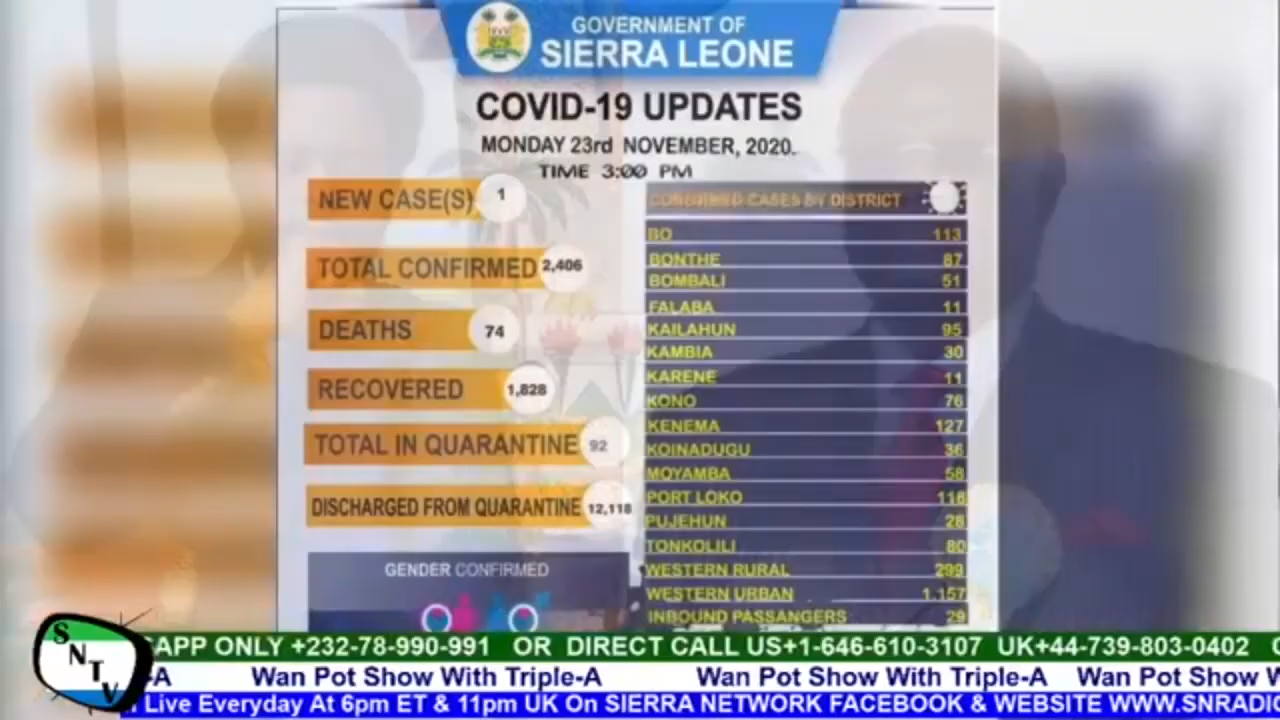 GOVERNMENT OF
SIERRA LEONE
COVID-19 UPDATES
MONDAY 23rd NOVEMBER, 2020.
TIME 3:00 PM
NEW CASE(S) 1
TOTAL CONFIRMED 2,406
DEATHS 74
RECOVERED 1,828
TOTAL IN QUARANTINE 92
DISCHARGED FROM QUARANTINE 12,118
GENDER CONFIRMED
CONFIRMED CASES BY DISTRICT
BO 113
BONTHE 87
BOMBALI 51
FALABA 11
KAILAHUN 95
KAMBIA 30
KARENE 11
KONO 76
KENEMA 127
KOINADUGU 36
MOYAMBA 58
PORT LOKO 118
PUJEHUN 28
TONKOLILI 80
WESTERN RURAL 299
WESTERN URBAN 1,157
INBOUND PASSANGERS 29
SNTV
SAPP ONLY +232-78-990-991 OR DIRECT CALL US+1-646-610-3107 UK+44-739-803-0402
-A Wan Pot Show With Triple-A Wan Pot Show With Triple-A Wan Pot Show W
Live Everyday At 6pm ET & 11pm UK On SIERRA NETWORK FACEBOOK & WEBSITE WWW.SNRADIO